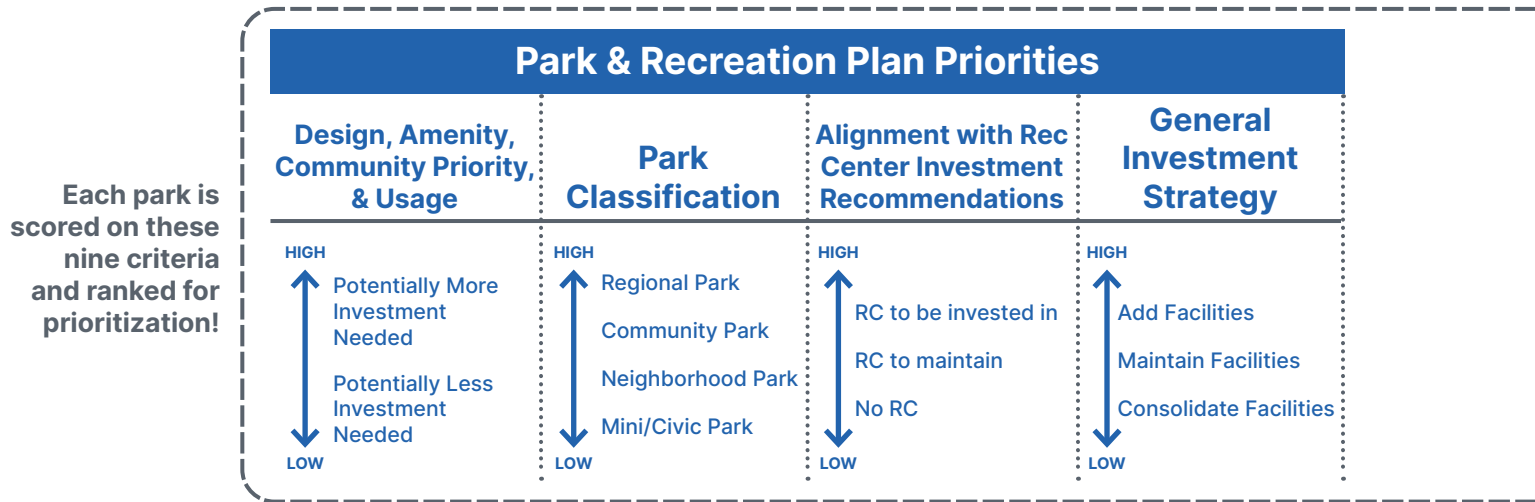 Each park is
scored on these
nine criteria
and ranked for
prioritization!
Park & Recreation Plan Priorities
Design, Amenity,
Community Priority,
& Usage
HIGH
Potentially More
Investment
Needed
Potentially Less
Investment
Needed
LOW
Park
Classification
HIGH
Regional Park
Community Park
Neighborhood Park
Mini/Civic Park
LOW
Alignment with Rec
Center Investment
Recommendations
HIGH
RC to be invested in
RC to maintain
No RC
LOW
General
Investment
Strategy
HIGH
Add Facilities
Maintain Facilities
Consolidate Facilities
LOW